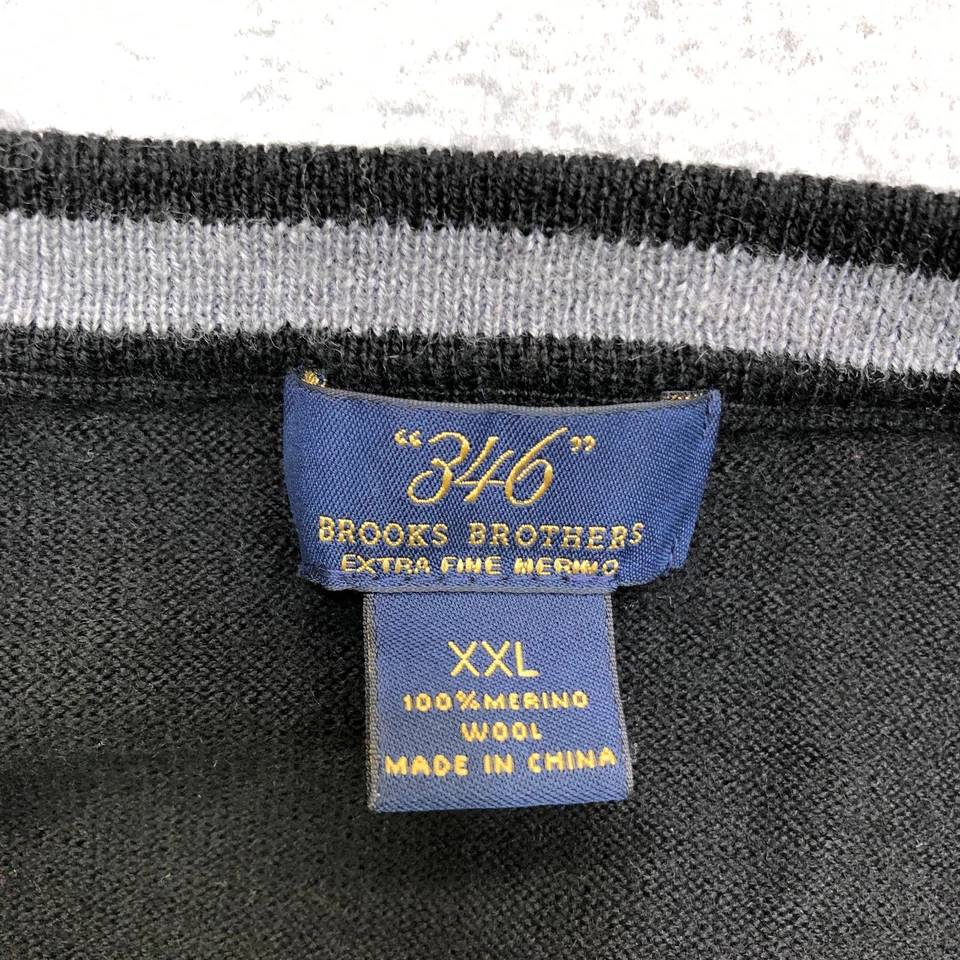 “346”
BROOKS BROTHERS
EXTRA FINE MERINO
XXL
100%MERINO
WOOL
MADE IN CHINA